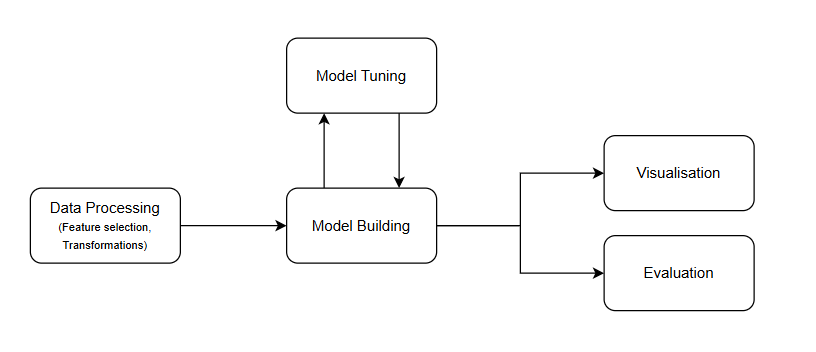 Model Tuning
Data Processing
(Feature selection,
Transformations)
Model Building
Visualisation
Evaluation